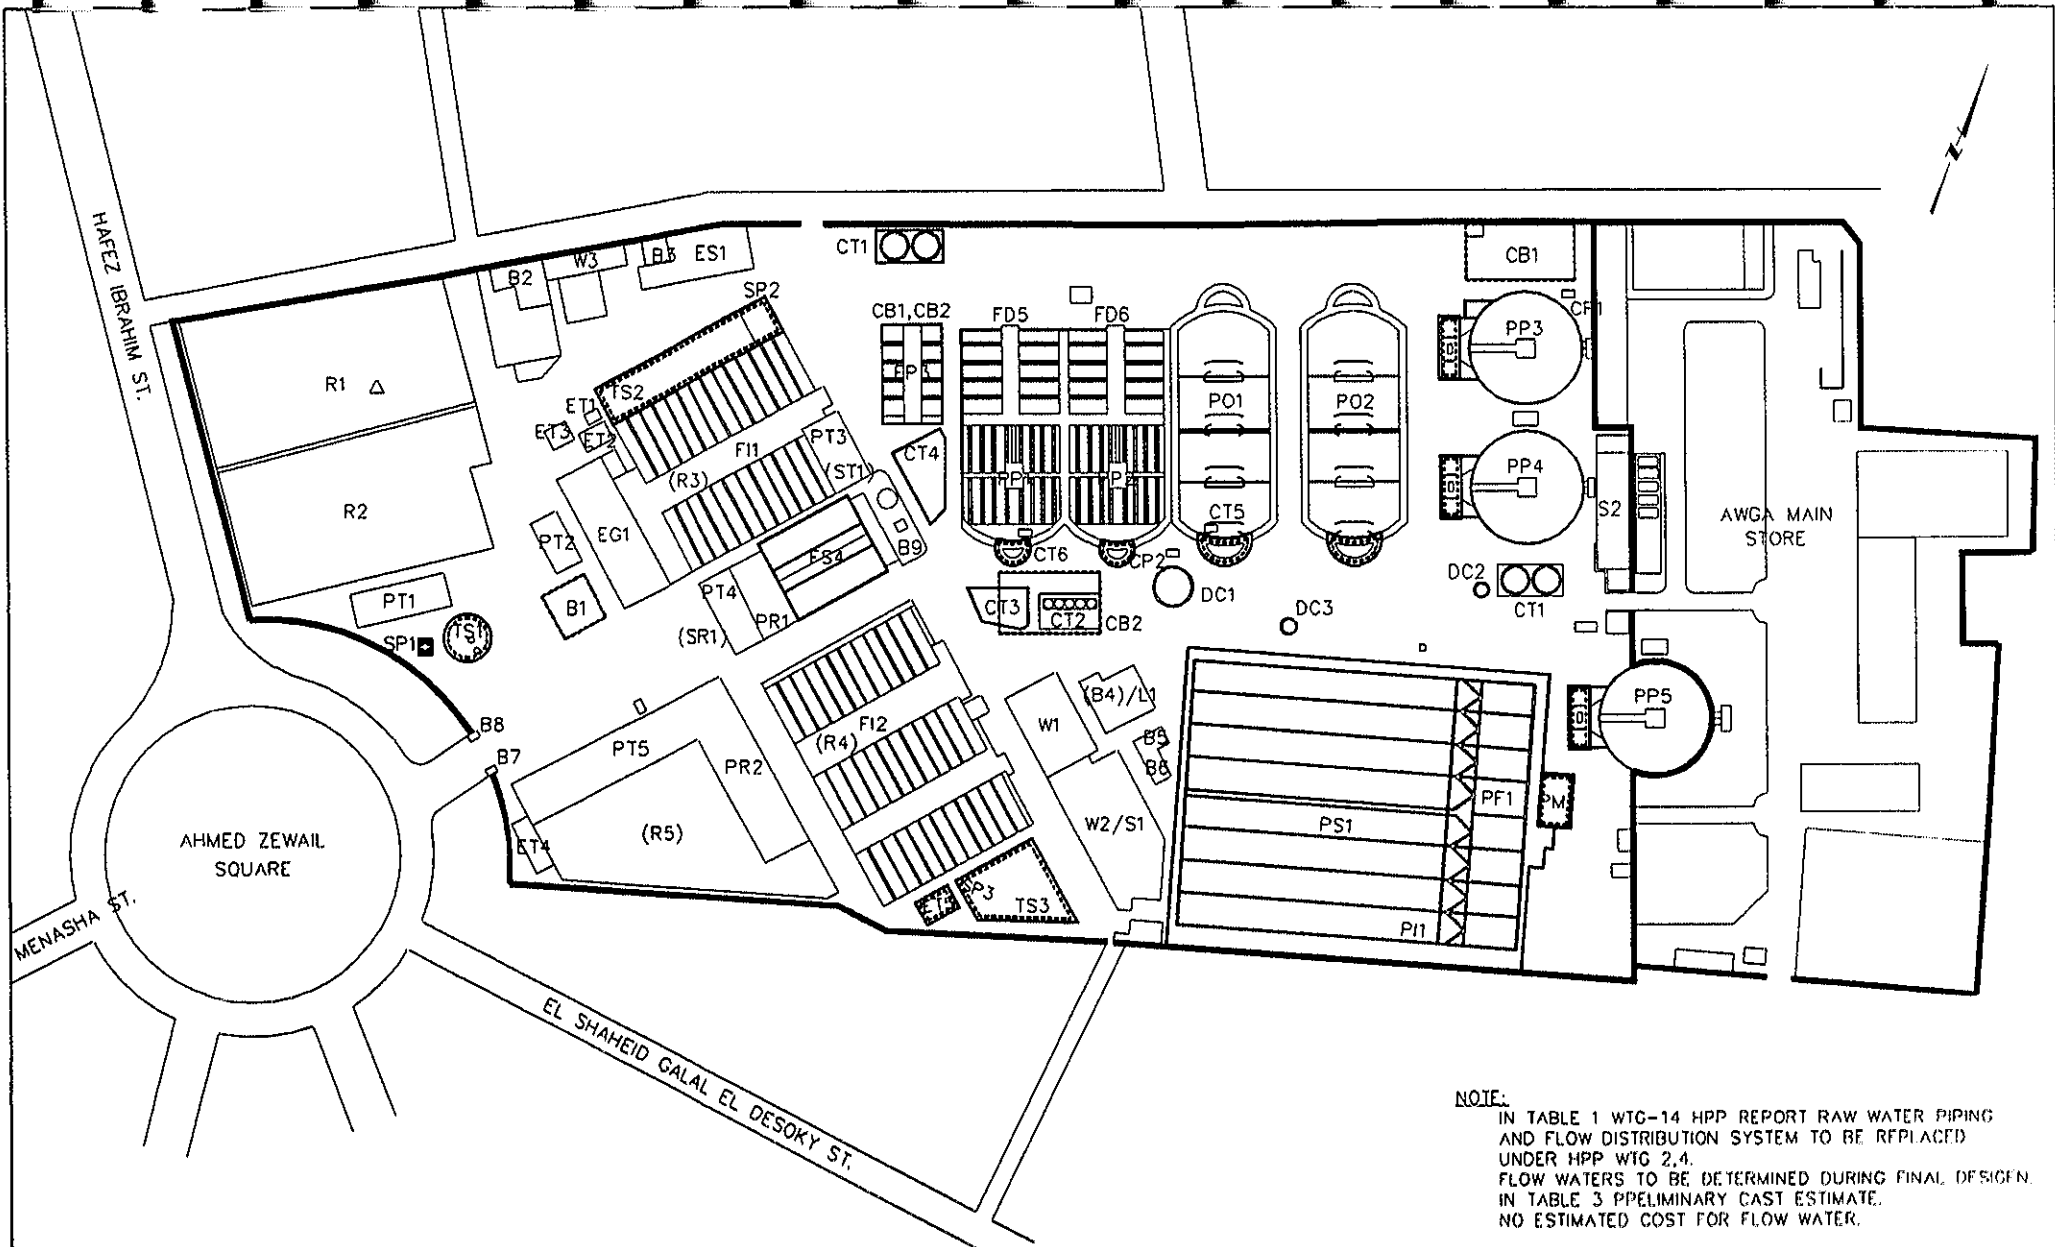 HAFEZ IBRAHIM ST.
B2
W3
B3
ES1
CT1
CB1
SP2
CB1,CB2
FD5
FD6
CF1
PP3
R1
TS2
ET1
ET3
ET2
PO1
PO2
PT3
FI1
CT4
(R3)
(ST1)
PP4
R2
EG1
PT2
CT5
S2
AWGA MAIN
STORE
B9
FS4
CT6
CP2
DC2
CT1
PT1
B1
PT4
PR1
(SR1)
CT3
CT2
CB2
DC1
DC3
SP1
TS1
(B4)/L1
PP5
W1
FI2
(R4)
B8
B7
PT5
PR2
B5
B6
PF1
PM
AHMED ZEWAIL
SQUARE
(R5)
W2/S1
PS1
ET4
TS3
PI1
MENASHA ST.
EL SHAHEID GALAL EL DESOKY ST.
N
NOTE:
IN TABLE 1 WTG-14 HPP REPORT RAW WATER PIPING
AND FLOW DISTRIBUTION SYSTEM TO BE REPLACED
UNDER HPP WTG 2,4.
FLOW WATERS TO BE DETERMINED DURING FINAL DESIGEN.
IN TABLE 3 PPELIMINARY CAST ESTIMATE.
NO ESTIMATED COST FOR FLOW WATER.